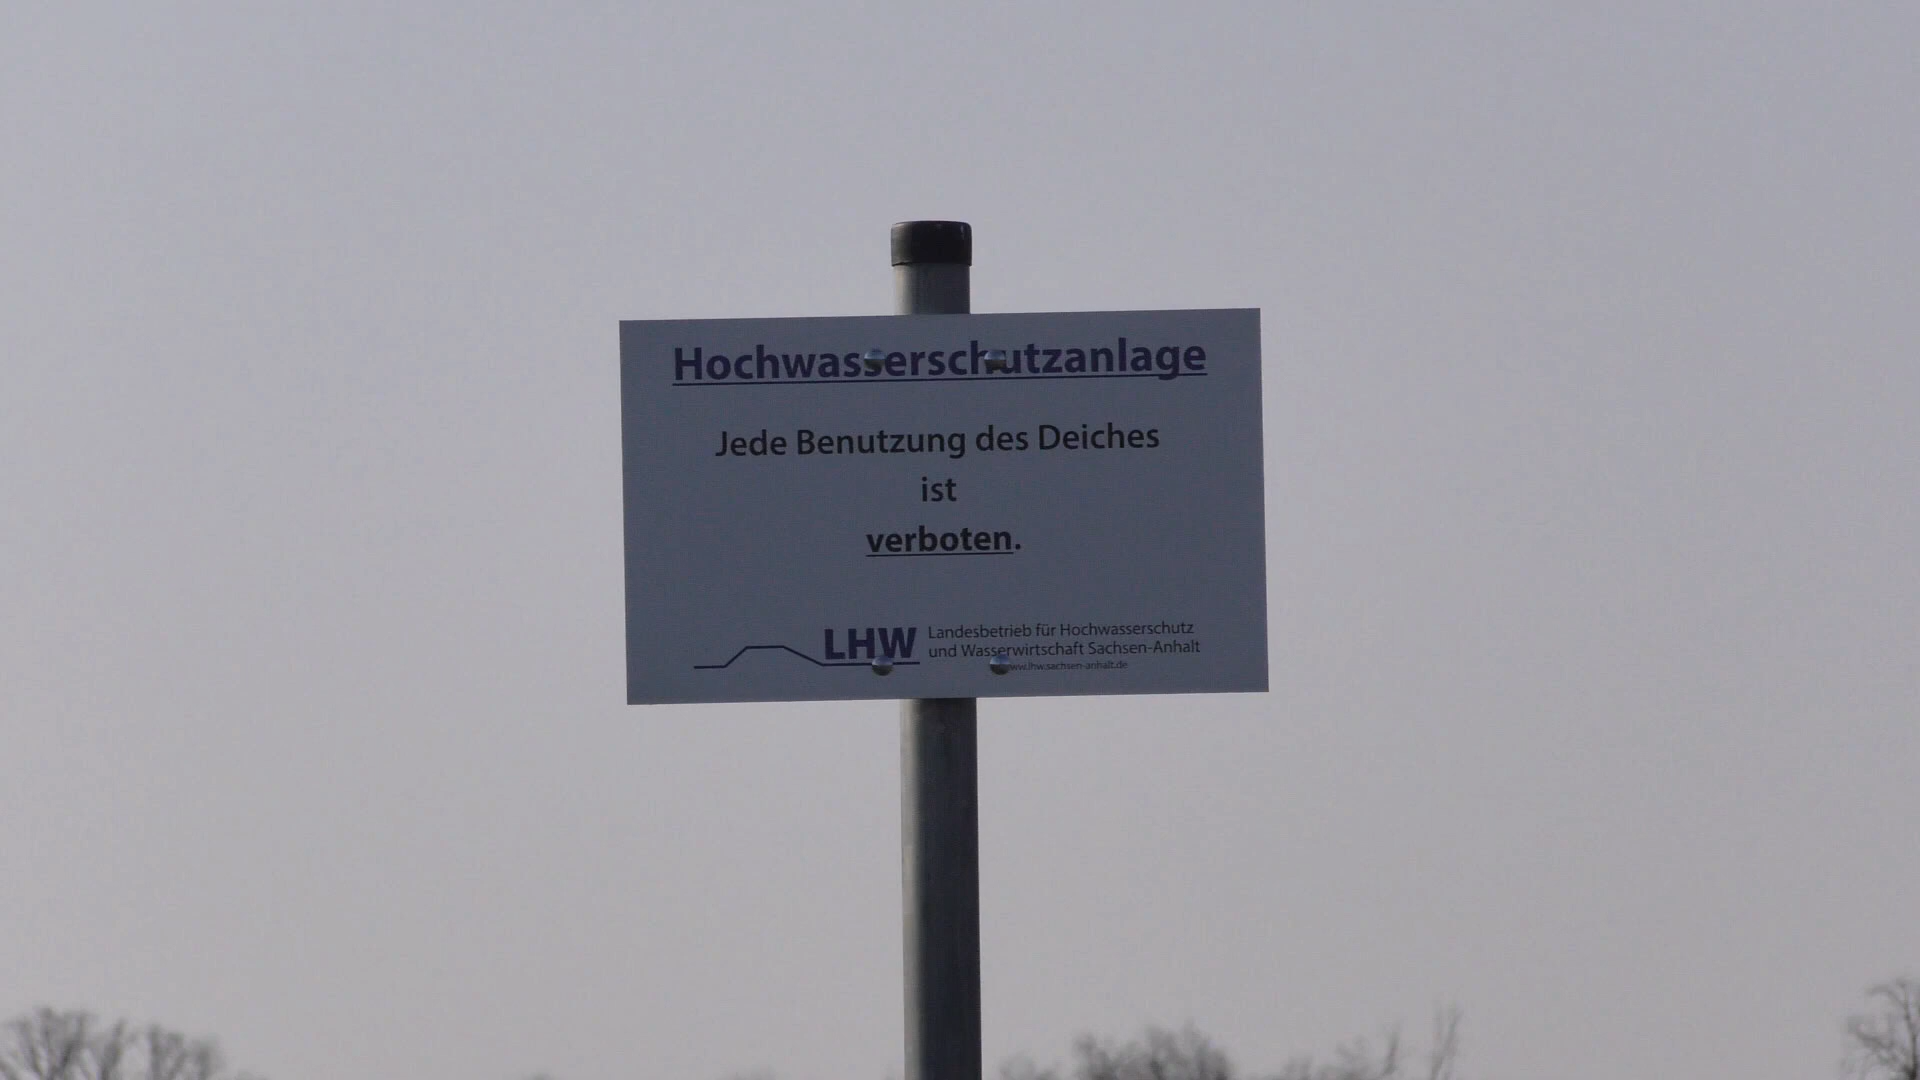 Hochwasserschutzanlage
Jede Benutzung des Deiches
ist
verboten.
LHW
Landesbetrieb für Hochwasserschutz
und Wasserwirtschaft Sachsen-Anhalt
www.lhw.sachsen-anhalt.de